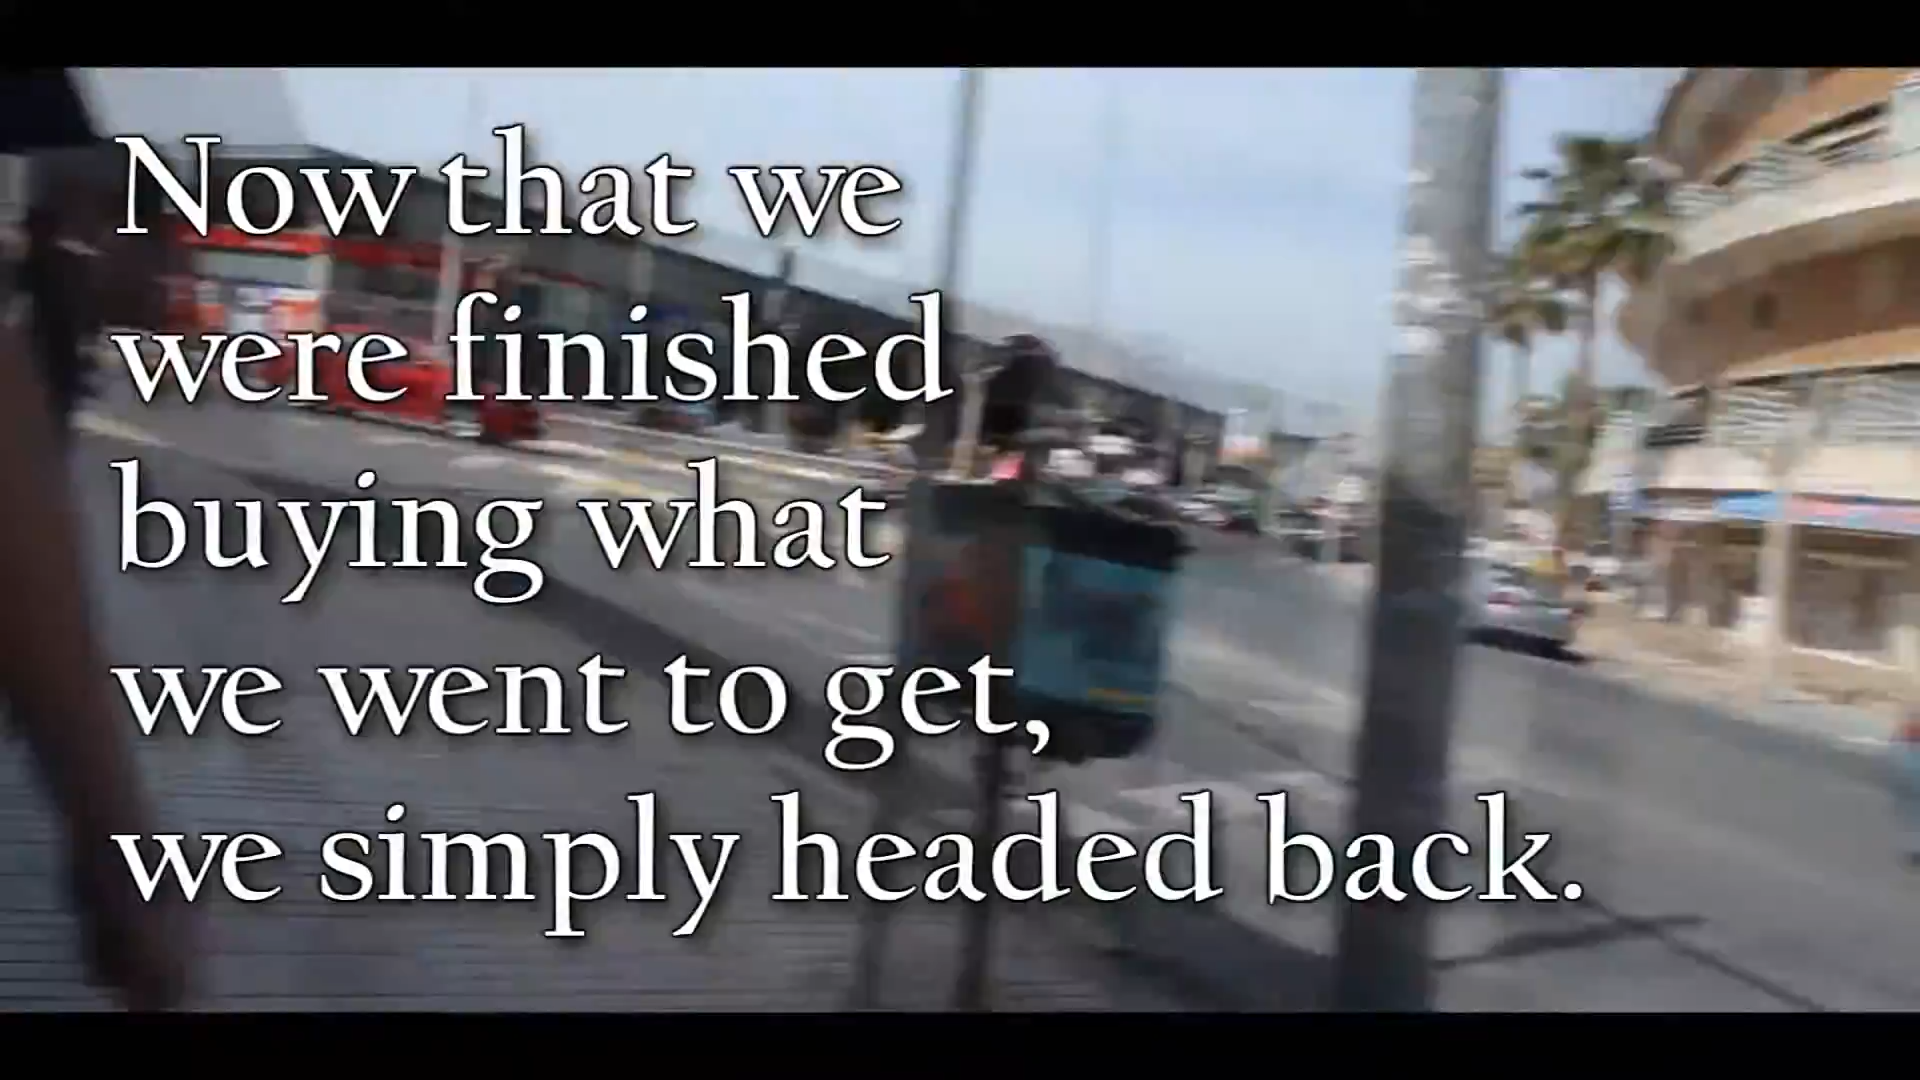 Now that we
were finished
buying what
we went to get,
we simply headed back.